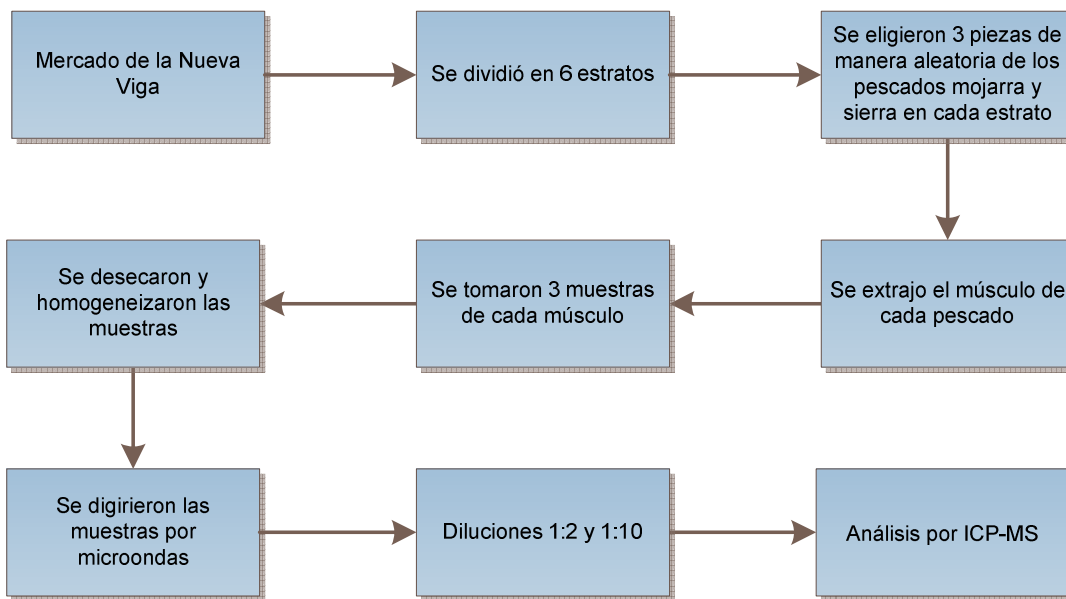 Mercado de la Nueva
Viga
Se dividió en 6 estratos
Se eligieron 3 piezas de
manera aleatoria de los
pescados mojarra y
sierra en cada estrato
Se extrajo el músculo de
cada pescado
Se tomaron 3 muestras
de cada músculo
Se desecaron y
homogeneizaron las
muestras
Se digirieron las
muestras por
microondas
Diluciones 1:2 y 1:10
Análisis por ICP-MS